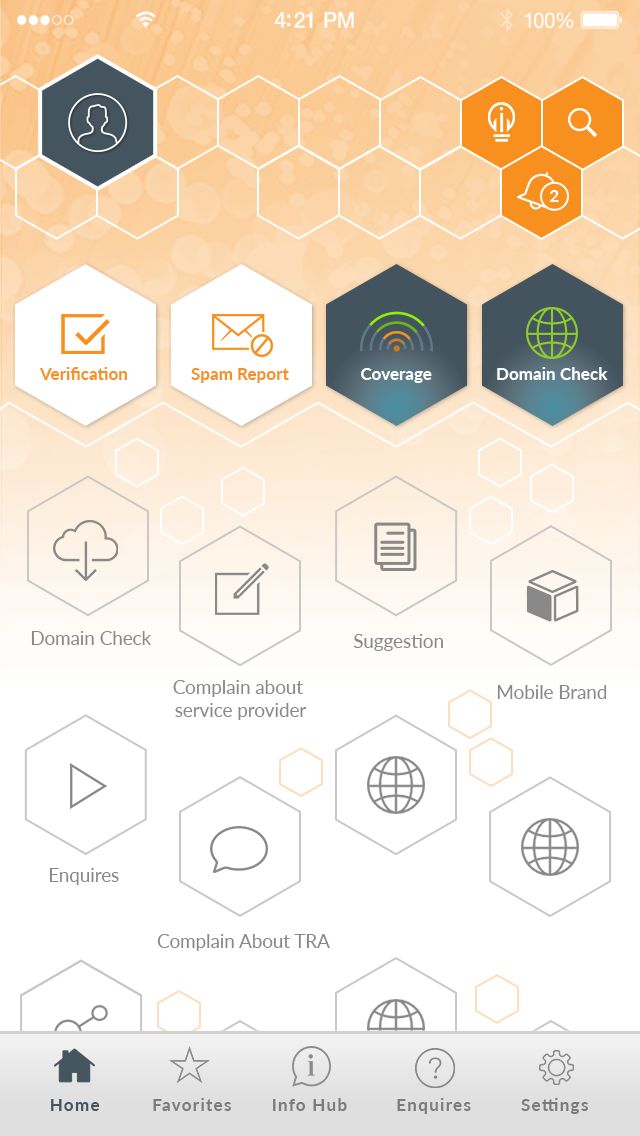 4:21 PM
100%
2
Verification
Spam Report
Coverage
Domain Check
Domain Check
Suggestion
Complain about
service provider
Mobile Brand
Enquires
Complain About TRA
Home
Favorites
Info Hub
Enquires
Settings